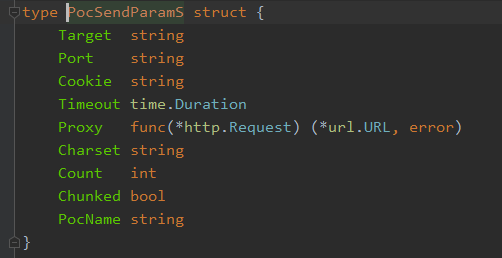 type PocSendParamS struct {
Target string
Port string
Cookie string
Timeout time.Duration
Proxy func(*http.Request) (*url.URL, error)
Charset string
Count int
Chunked bool
PocName string
}